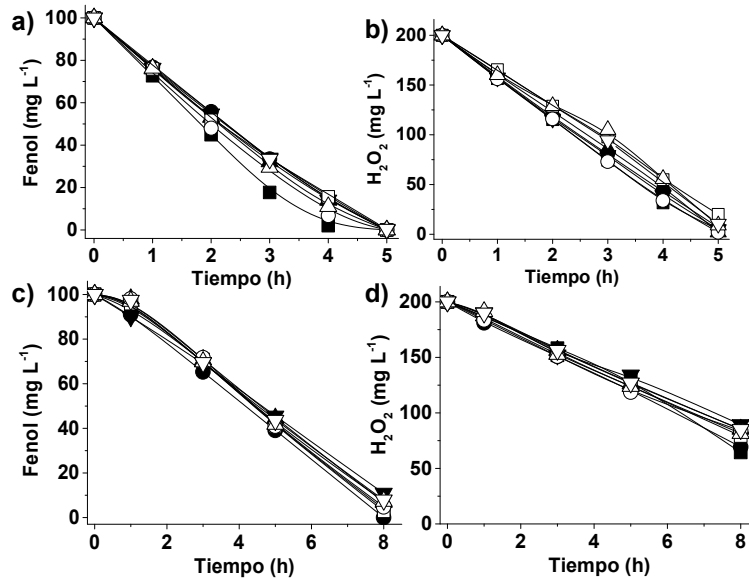 a)
100
80
60
40
20
0
Fenol (mg L⁻¹)
0 1 2 3 4 5
Tiempo (h)
b)
200
150
100
50
0
H₂O₂ (mg L⁻¹)
0 1 2 3 4 5
Tiempo (h)
c)
100
80
60
40
20
0
Fenol (mg L⁻¹)
0 2 4 6 8
Tiempo (h)
d)
200
150
100
50
0
H₂O₂ (mg L⁻¹)
0 2 4 6 8
Tiempo (h)